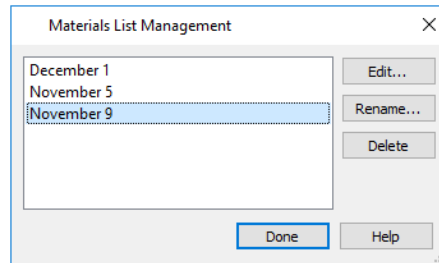 Materials List Management
December 1
November 5
November 9
Edit...
Rename...
Delete
Done
Help